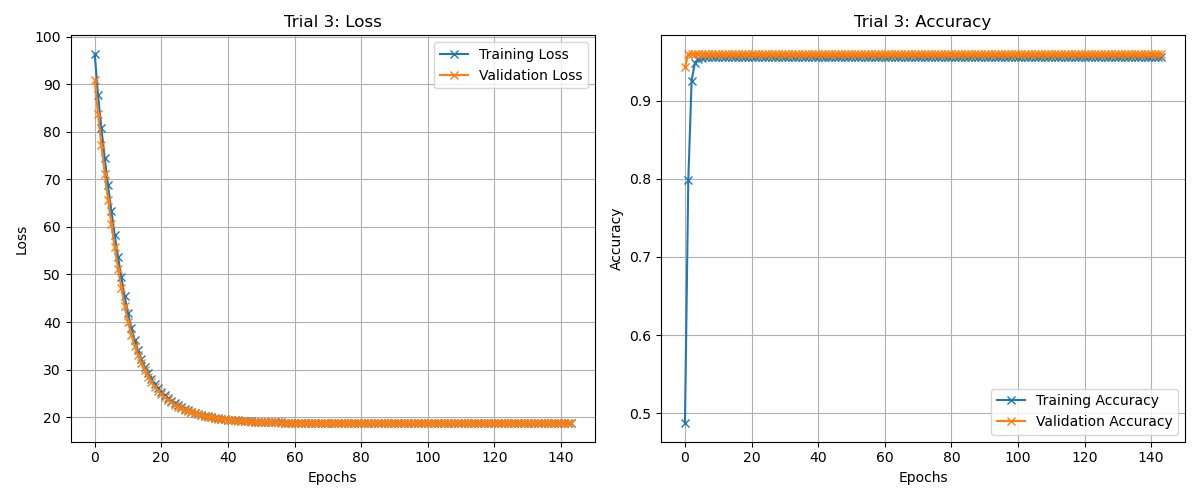 Trial 3: Loss
100
90
80
70
60
50
40
30
20
Loss
0 20 40 60 80 100 120 140
Epochs
Training Loss
Validation Loss
Trial 3: Accuracy
0.9
0.8
0.7
0.6
0.5
Accuracy
0 20 40 60 80 100 120 140
Epochs
Training Accuracy
Validation Accuracy